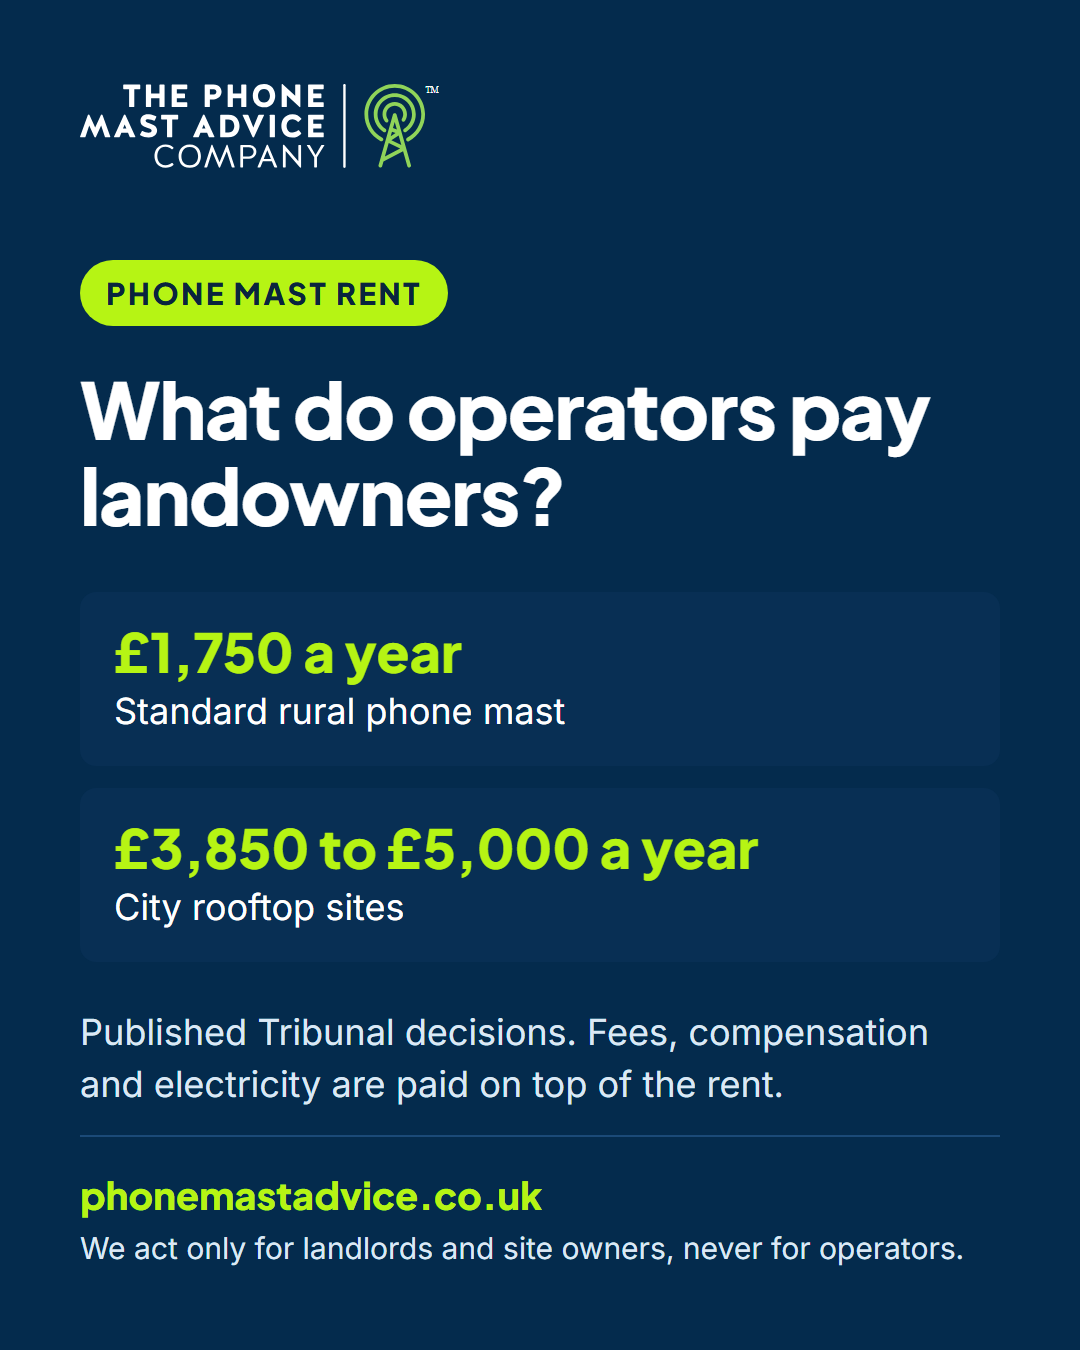 THE PHONE
MAST ADVICE
COMPANY
TM
PHONE MAST RENT
What do operators pay
landowners?
£1,750 a year
Standard rural phone mast
£3,850 to £5,000 a year
City rooftop sites
Published Tribunal decisions. Fees, compensation
and electricity are paid on top of the rent.
phonemastadvice.co.uk
We act only for landlords and site owners, never for operators.